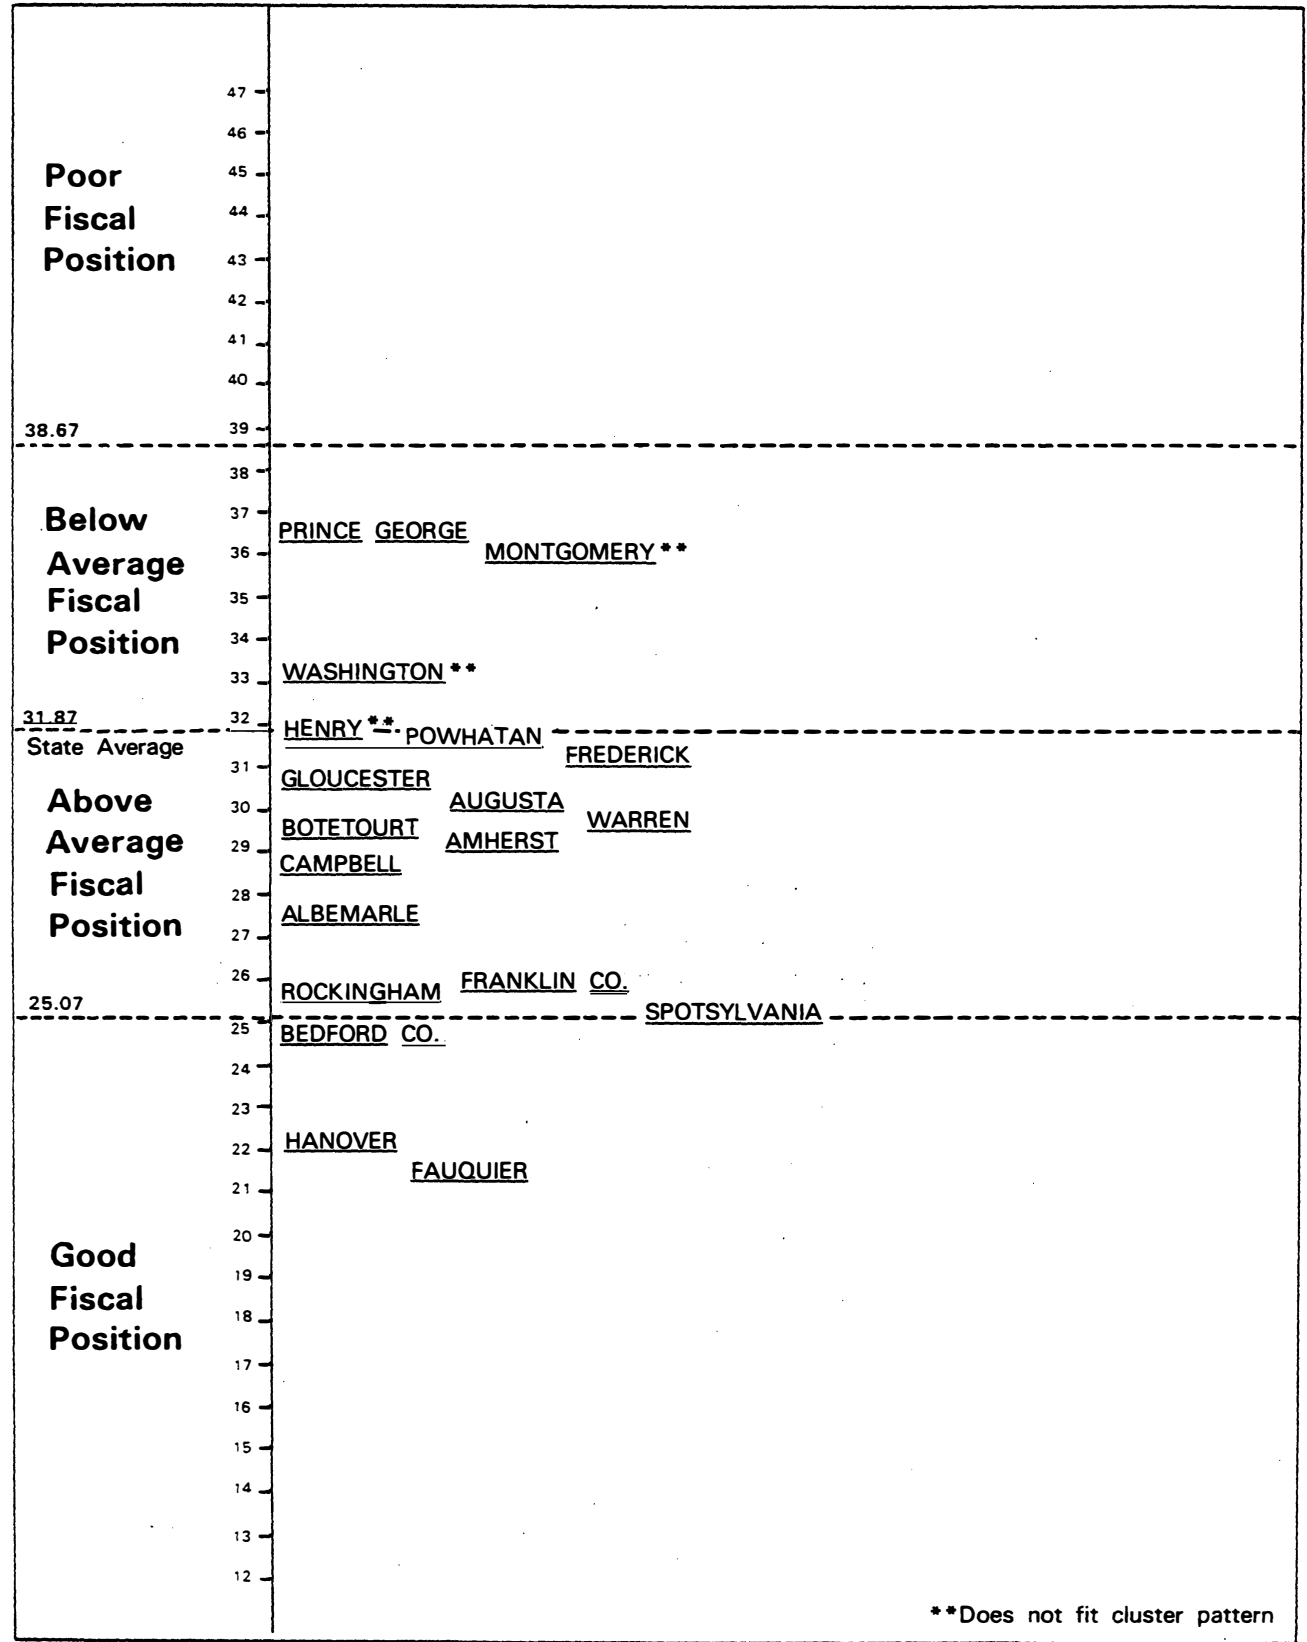 47
46
Poor
45
Fiscal
44
Position
43
42
41
40
38.67
39
38
Below
37
PRINCE GEORGE
MONTGOMERY**
36
Average
Fiscal
35
Position
34
WASHINGTON**
33
31.87
32
HENRY** POWHATAN
State Average
FREDERICK
31
GLOUCESTER
Above
AUGUSTA
30
WARREN
BOTETOURT
Average
AMHERST
29
CAMPBELL
Fiscal
28
ALBEMARLE
Position
27
26
FRANKLIN CO.
ROCKINGHAM
25.07
SPOTSYLVANIA
25
BEDFORD CO.
24
23
HANOVER
22
FAUQUIER
21
20
Good
19
Fiscal
18
Position
17
16
15
14
13
12
**Does not fit cluster pattern